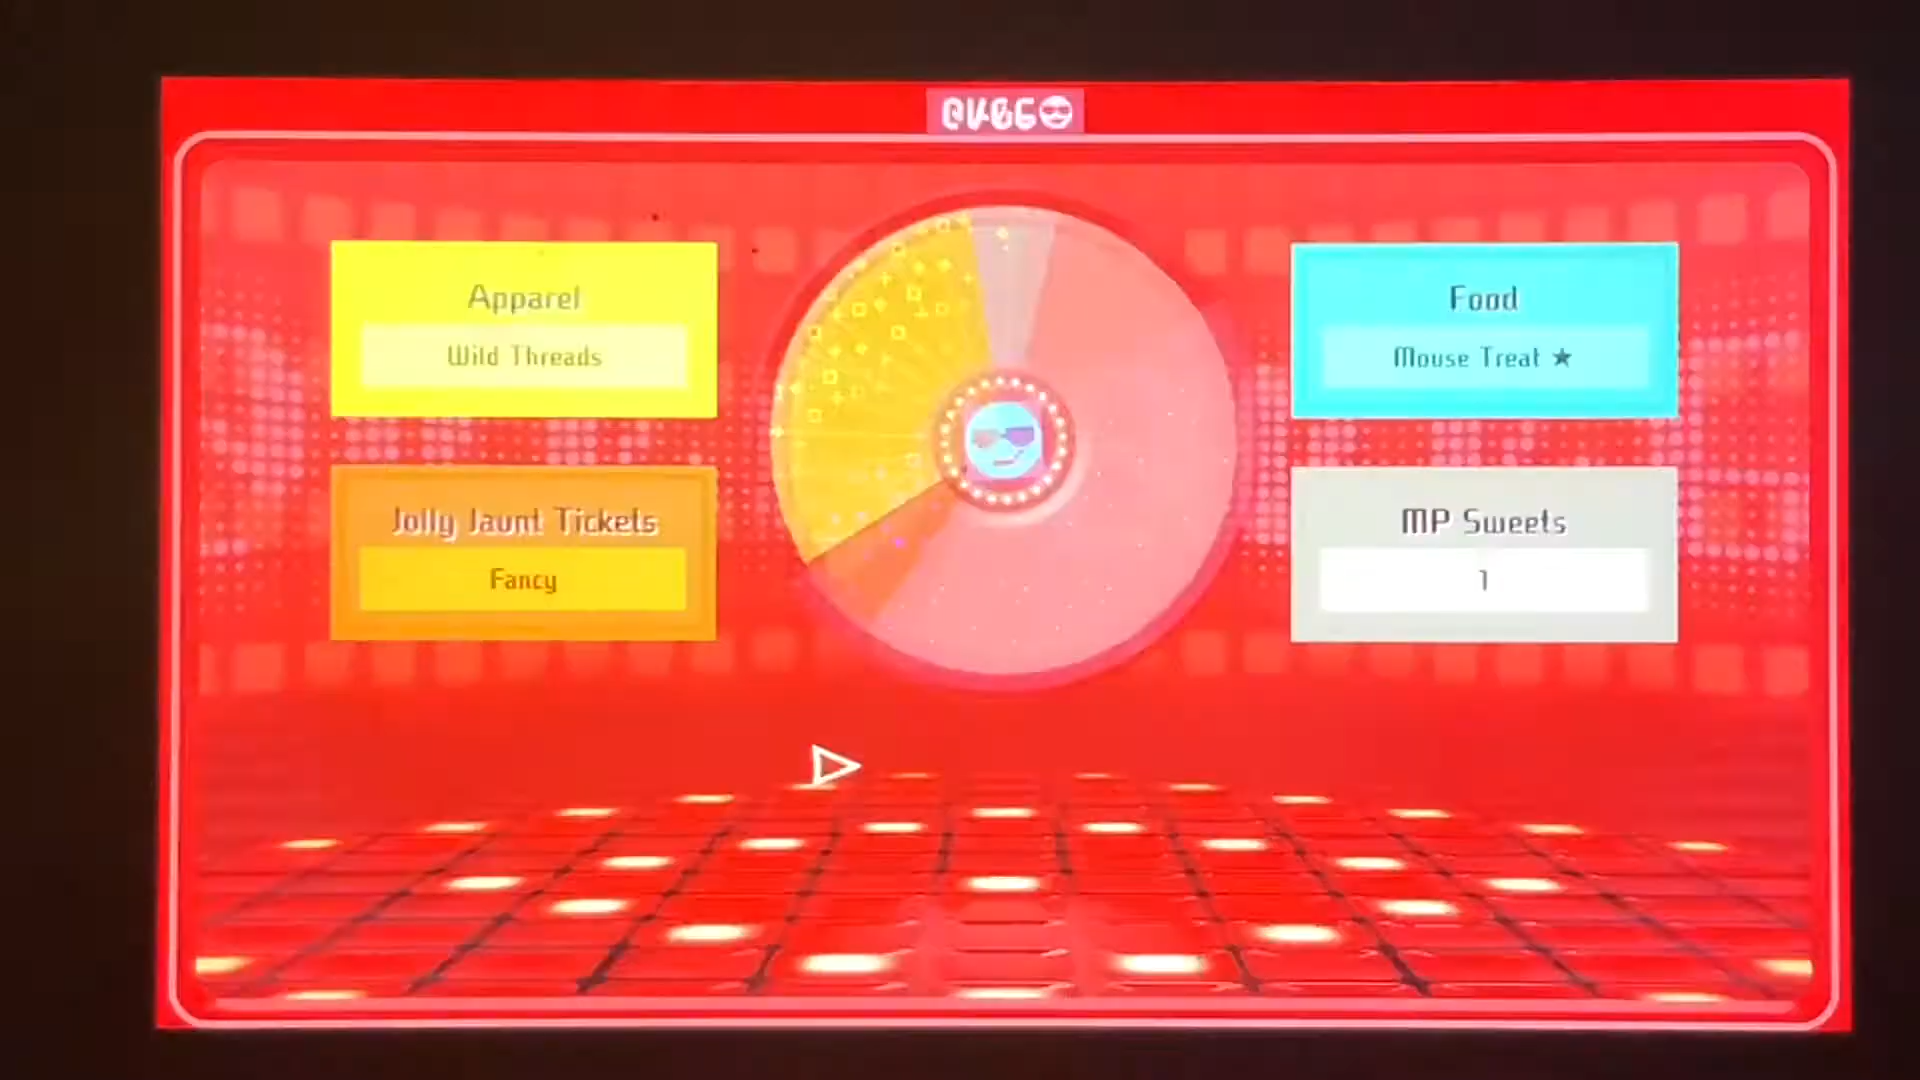 Apparel
Wild Threads
Jolly Jaunt Tickets
Fancy
Food
Mouse Treat ★
MP Sweets
1